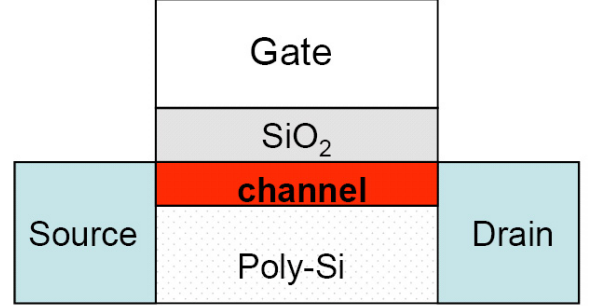 Gate
SiO₂
channel
Source
Drain
Poly-Si